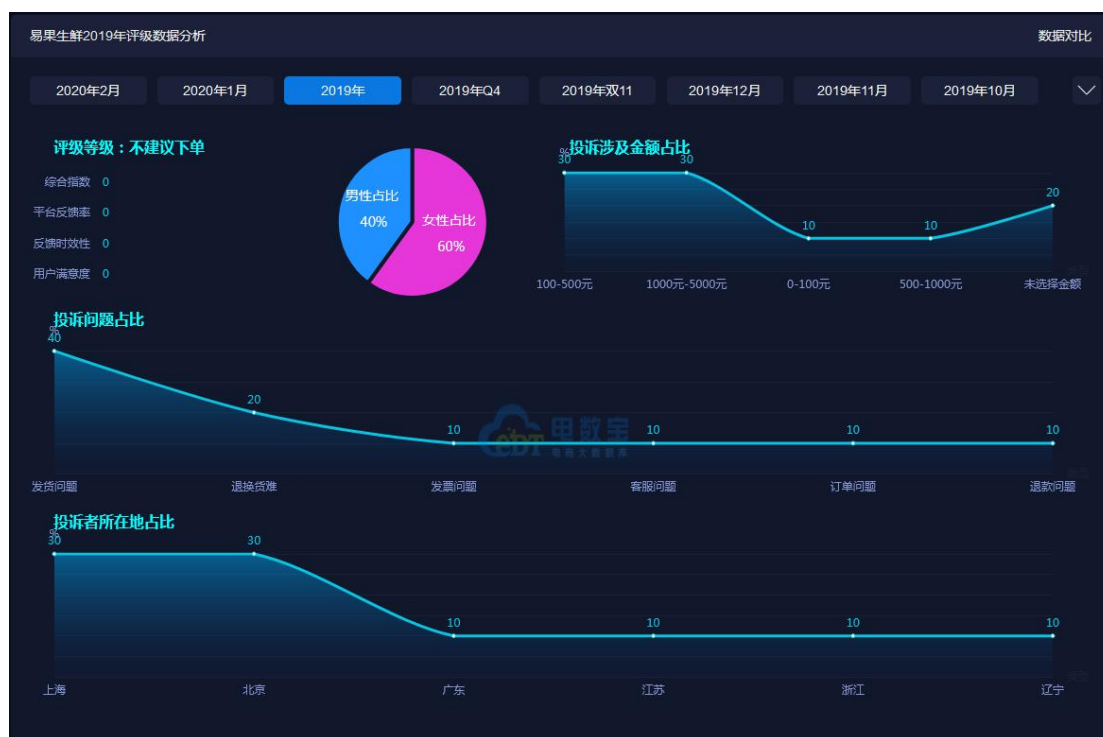 易果生鲜2019年评级数据分析
数据对比
2020年2月 2020年1月 2019年 2019年Q4 2019年双11 2019年12月 2019年11月 2019年10月
评级等级：不建议下单
综合指数 0
平台反馈率 0
反馈时效性 0
用户满意度 0
男性占比
40%
女性占比
60%
投诉涉及金额占比
%
30 30 10 10 20
100-500元 1000元-5000元 0-100元 500-1000元 未选择金额
投诉问题占比
%
40 20 10 10 10 10
eDT 电数宝
电商大数据库
发货问题 退换货难 发票问题 客服问题 订单问题 退款问题
投诉者所在地占比
%
30 30 10 10 10 10
上海 北京 广东 江苏 浙江 辽宁